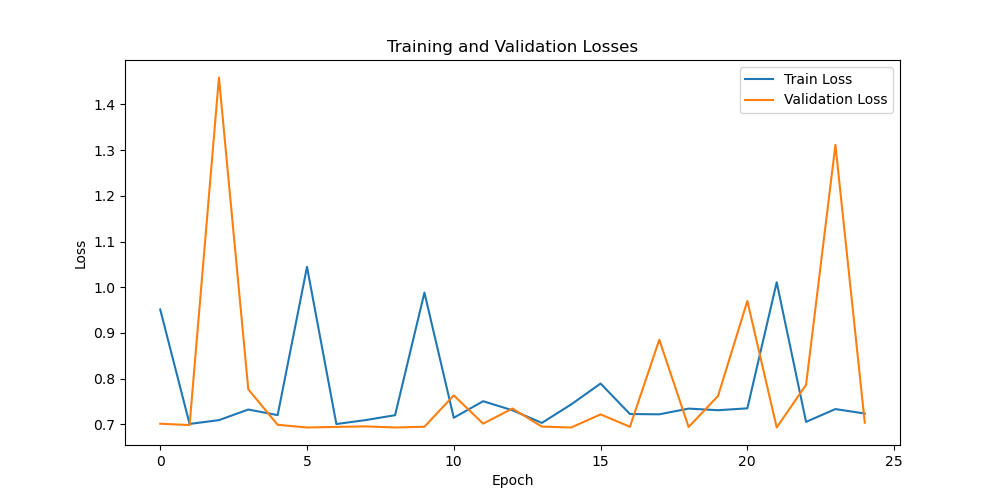 Training and Validation Losses
Train Loss
Validation Loss
1.4
1.3
1.2
1.1
1.0
0.9
0.8
0.7
Loss
0 5 10 15 20 25
Epoch